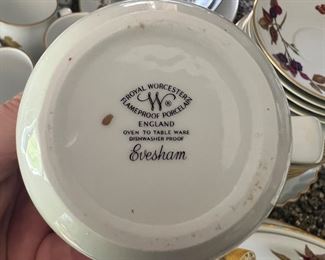 ROYAL WORCESTER
FLAMEPROOF PORCELAIN
W®
ENGLAND
OVEN TO TABLE WARE
DISHWASHER PROOF
Evesham